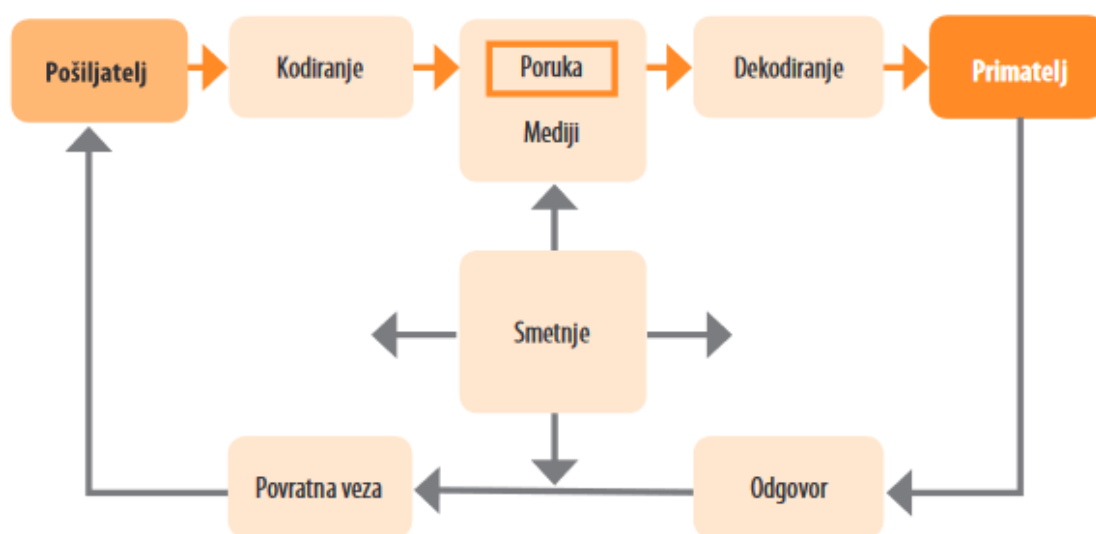 Pošiljatelj
Kodiranje
Poruka
Mediji
Dekodiranje
Primatelj
Smetnje
Povratna veza
Odgovor